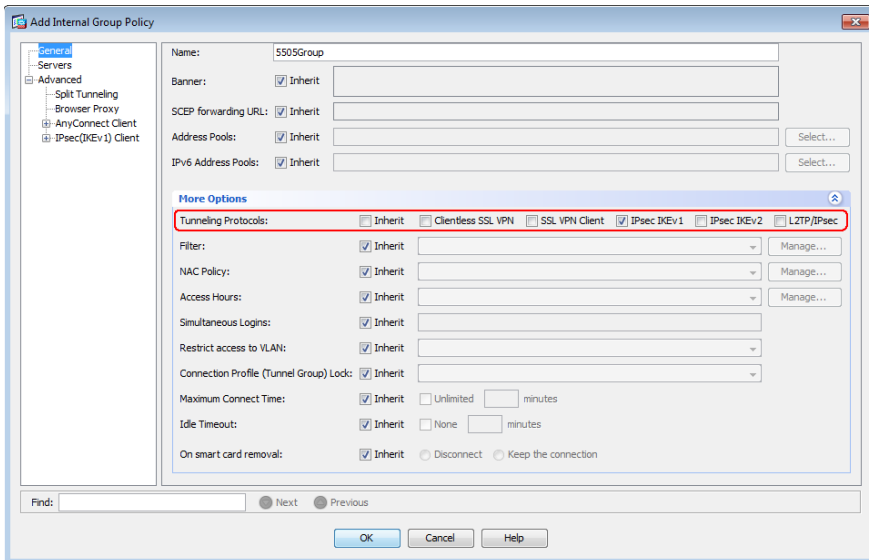 Add Internal Group Policy
General
Servers
Advanced
Split Tunneling
Browser Proxy
AnyConnect Client
IPsec(IKEv1) Client
Name: 5505Group
Banner: Inherit
SCEP forwarding URL: Inherit
Address Pools: Inherit Select...
IPv6 Address Pools: Inherit Select...
More Options
Tunneling Protocols: Inherit Clientless SSL VPN SSL VPN Client IPsec IKEv1 IPsec IKEv2 L2TP/IPsec
Filter: Inherit Manage...
NAC Policy: Inherit Manage...
Access Hours: Inherit Manage...
Simultaneous Logins: Inherit
Restrict access to VLAN: Inherit
Connection Profile (Tunnel Group) Lock: Inherit
Maximum Connect Time: Inherit Unlimited minutes
Idle Timeout: Inherit None minutes
On smart card removal: Inherit Disconnect Keep the connection
Find: Next Previous
OK Cancel Help